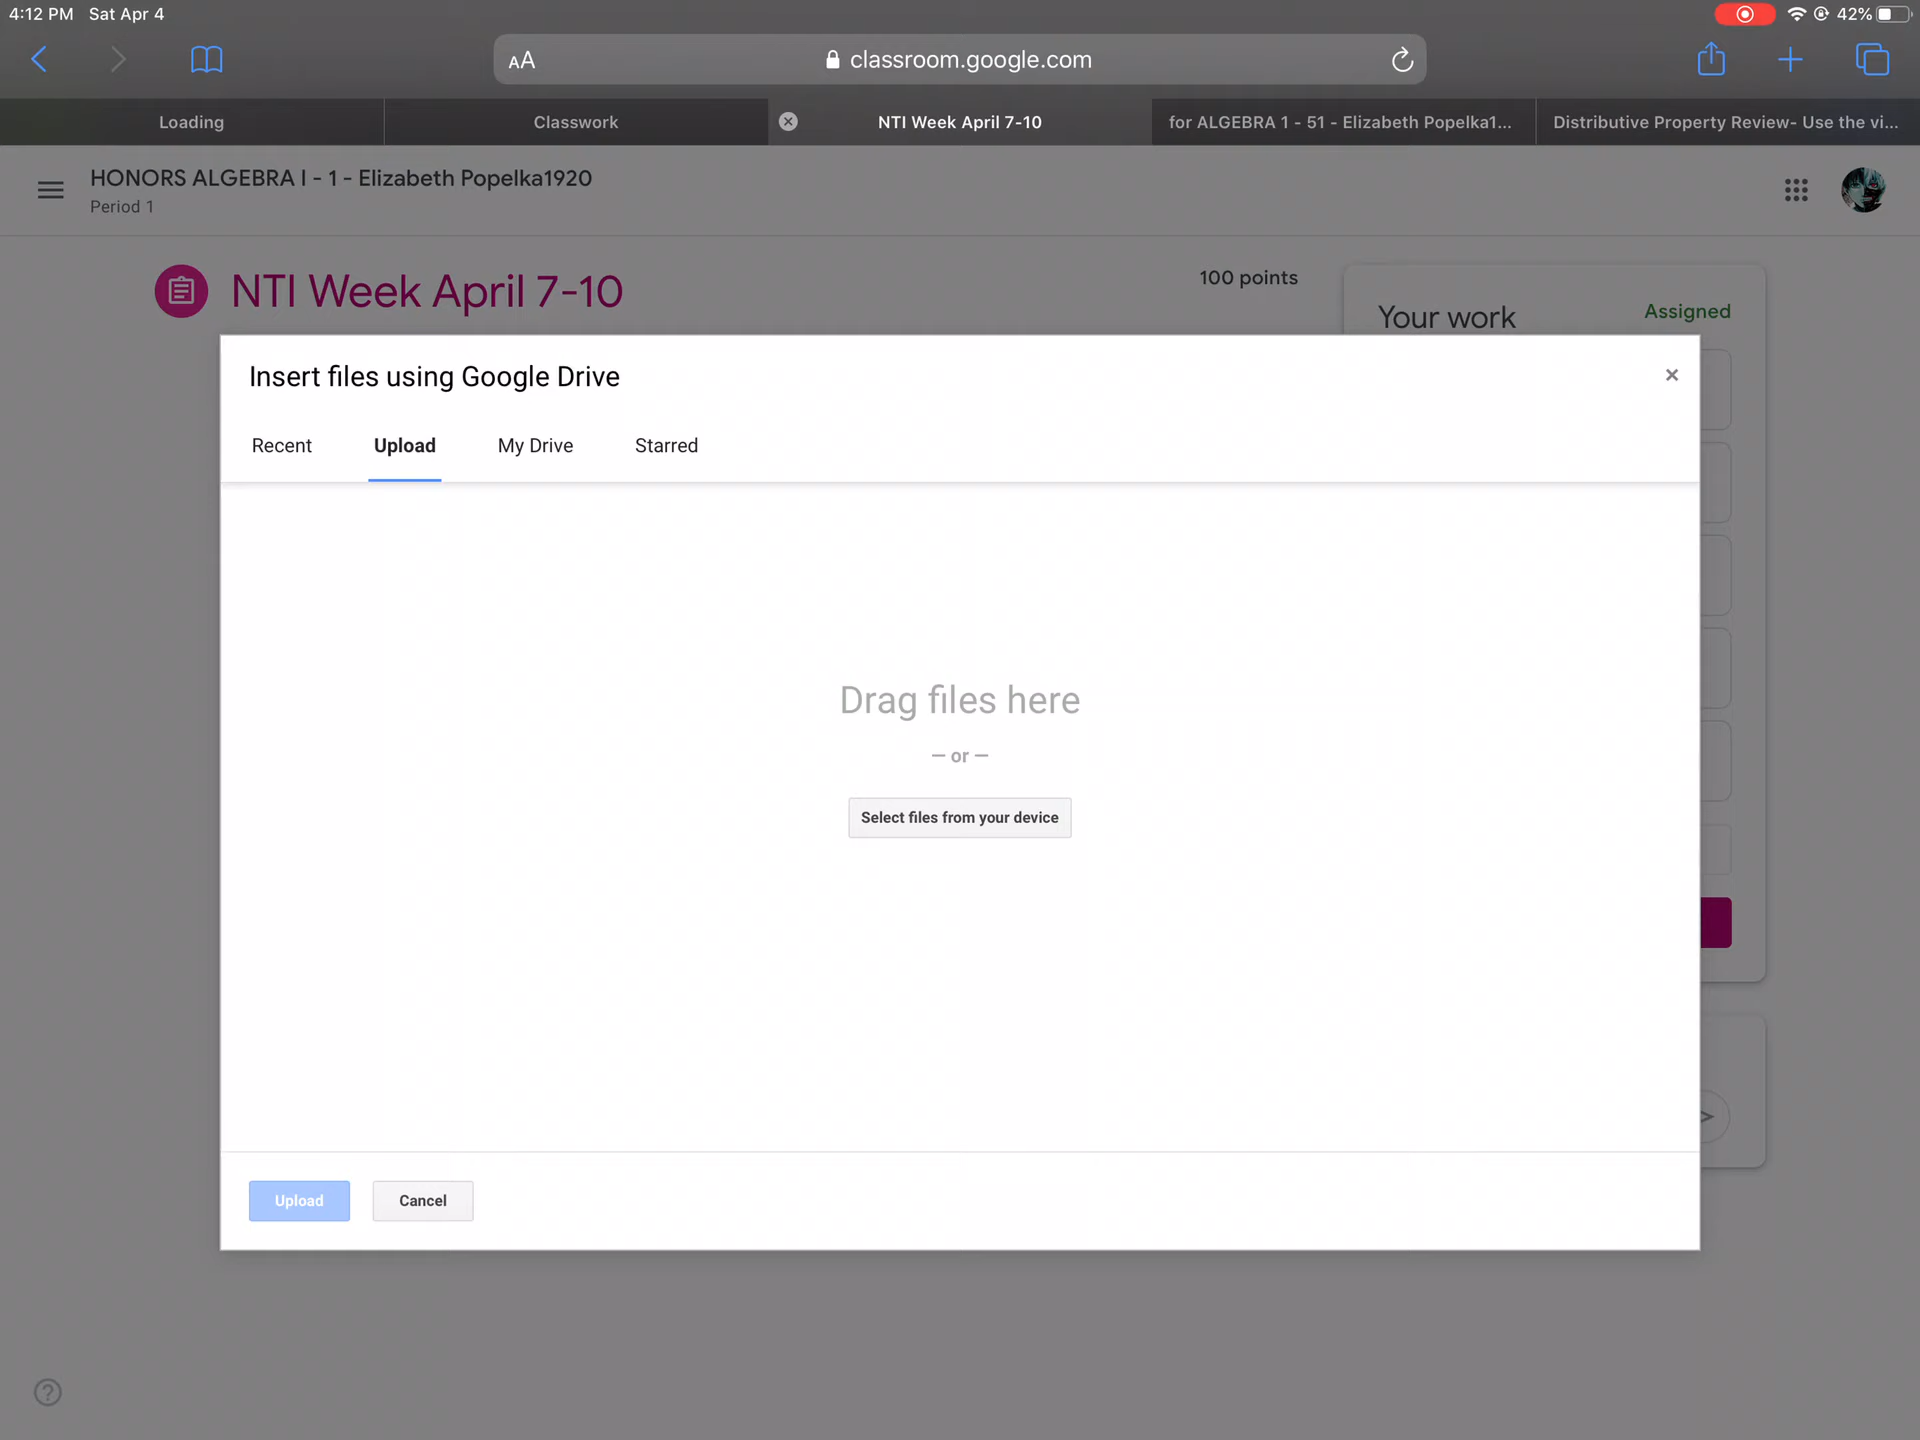 4:12 PM Sat Apr 4
42%
AA
classroom.google.com
Loading
Classwork
NTI Week April 7-10
for ALGEBRA 1 - 51 - Elizabeth Popelka1...
Distributive Property Review- Use the vi...
HONORS ALGEBRA I - 1 - Elizabeth Popelka1920
Period 1
NTI Week April 7-10
100 points
Your work
Assigned
Insert files using Google Drive
×
Recent
Upload
My Drive
Starred
Drag files here
— or —
Select files from your device
Upload
Cancel
?